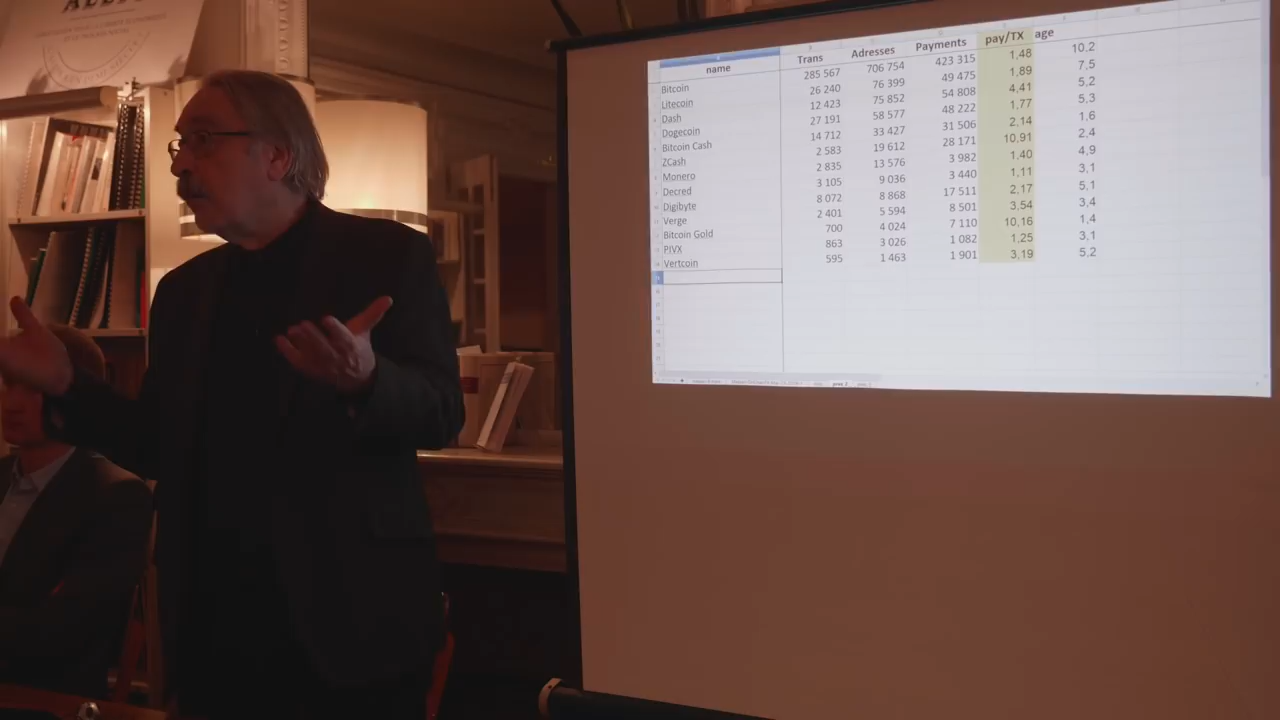 name Trans Adresses Payments pay/TX age
Bitcoin 285 567 706 754 423 315 1,48 10,2
Litecoin 26 240 76 399 49 475 1,89 7,5
Dash 12 423 75 852 54 808 4,41 5,2
Dogecoin 27 191 58 577 48 222 1,77 5,3
Bitcoin Cash 14 712 33 427 31 506 2,14 1,6
ZCash 2 583 19 612 28 171 10,91 2,4
Monero 2 835 13 576 3 982 1,40 4,9
Decred 3 105 9 036 3 440 1,11 3,1
Digibyte 8 072 8 868 17 511 2,17 5,1
Verge 2 401 5 594 8 501 3,54 3,4
Bitcoin Gold 700 4 024 7 110 10,16 1,4
PIVX 863 3 026 1 082 1,25 3,1
Vertcoin 595 1 463 1 901 3,19 5,2